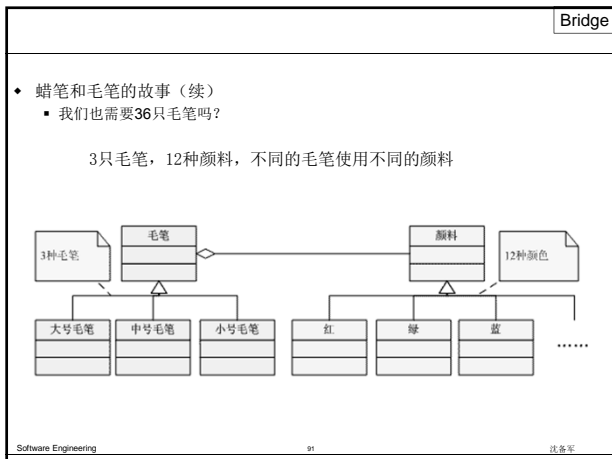 Bridge
蜡笔和毛笔的故事（续）
我们也需要36只毛笔吗？
3只毛笔，12种颜料，不同的毛笔使用不同的颜料
3种毛笔
毛笔
颜料
12种颜色
大号毛笔
中号毛笔
小号毛笔
红
绿
蓝
……
Software Engineering
91
沈备军